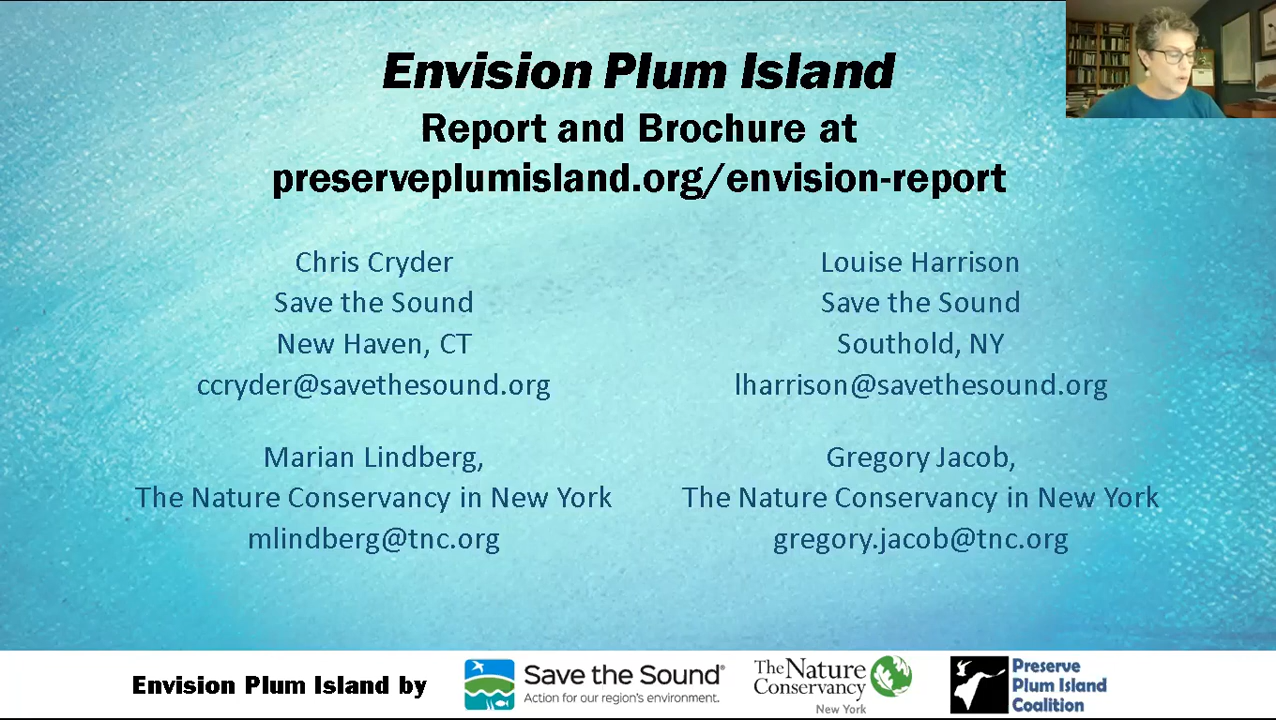 Envision Plum Island
Report and Brochure at
preserveplumisland.org/envision-report
Chris Cryder
Save the Sound
New Haven, CT
ccryder@savethesound.org
Louise Harrison
Save the Sound
Southold, NY
lharrison@savethesound.org
Marian Lindberg,
The Nature Conservancy in New York
mlindberg@tnc.org
Gregory Jacob,
The Nature Conservancy in New York
gregory.jacob@tnc.org
Envision Plum Island by
Save the Sound®
Action for our region's environment.
The Nature
Conservancy
New York
Preserve
Plum Island
Coalition